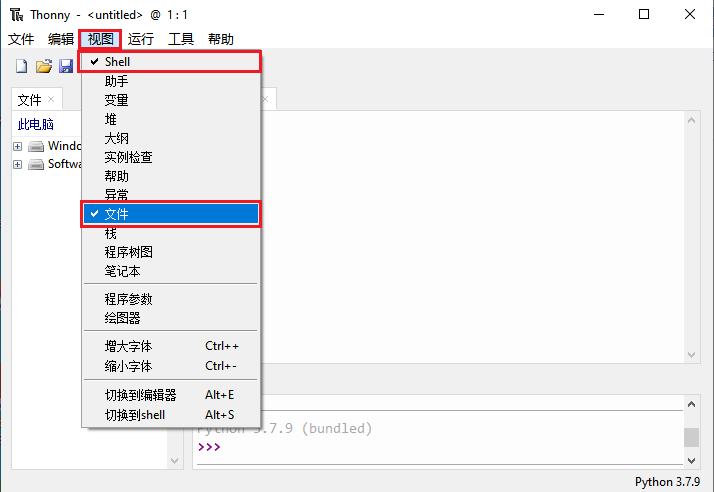 Thonny - <untitled> @ 1 : 1
文件 编辑 视图 运行 工具 帮助
Shell
助手
文件
变量
此电脑
堆
大纲
Windo
实例检查
Softwa
帮助
异常
文件
栈
程序树图
笔记本
程序参数
绘图器
增大字体 Ctrl++
缩小字体 Ctrl+-
切换到编辑器 Alt+E
切换到shell Alt+S
Python 3.7.9 (bundled)
>>>
Python 3.7.9